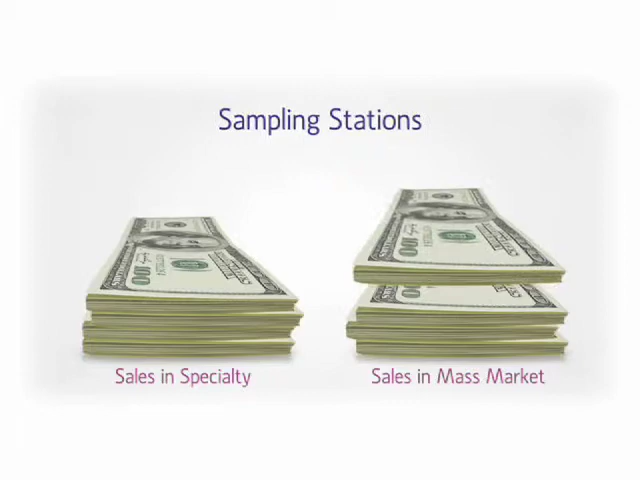 Sampling Stations
Sales in Specialty
Sales in Mass Market